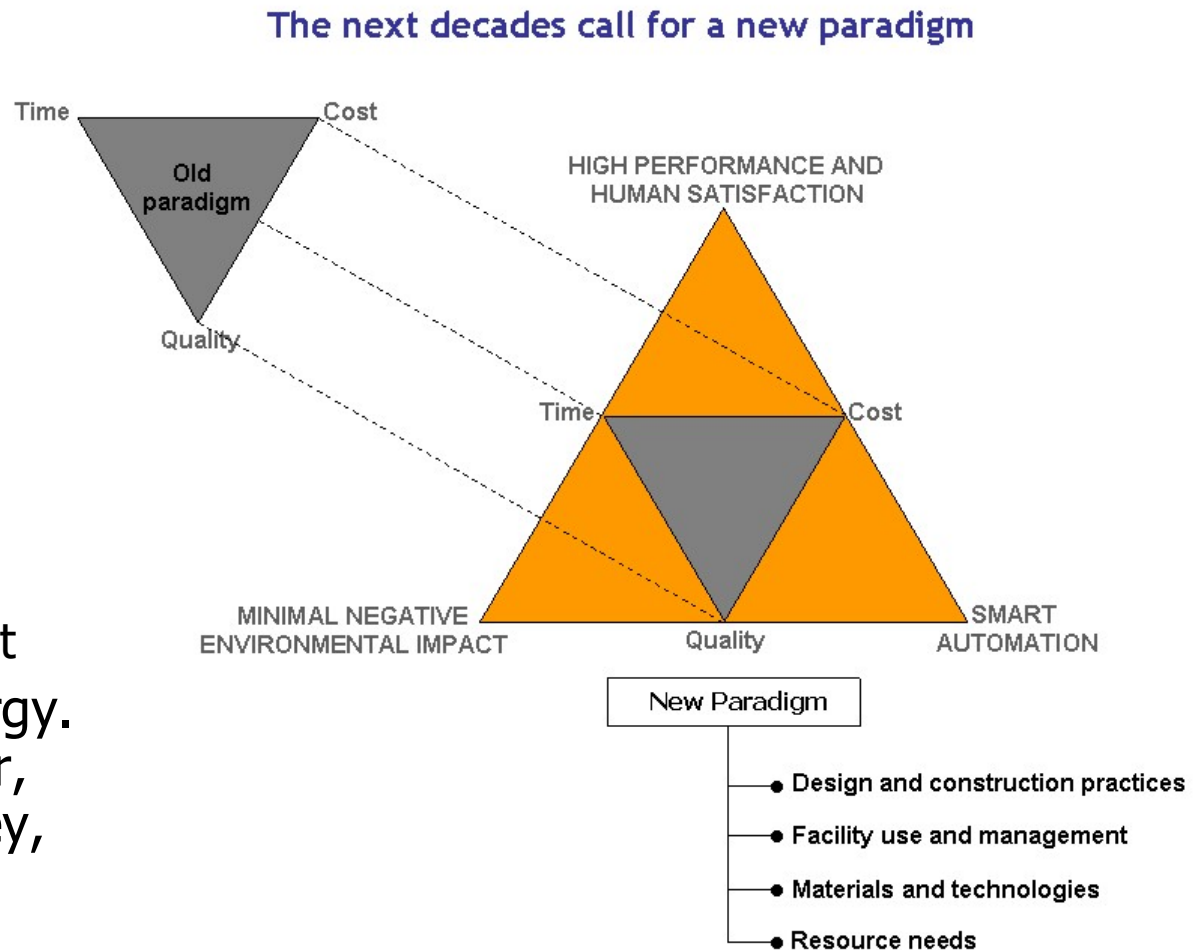 The next decades call for a new paradigm
Time
Cost
Old
paradigm
Quality
HIGH PERFORMANCE AND
HUMAN SATISFACTION
Time
Cost
MINIMAL NEGATIVE
ENVIRONMENTAL IMPACT
Quality
SMART
AUTOMATION
New Paradigm
Design and construction practices
Facility use and management
Materials and technologies
Resource needs